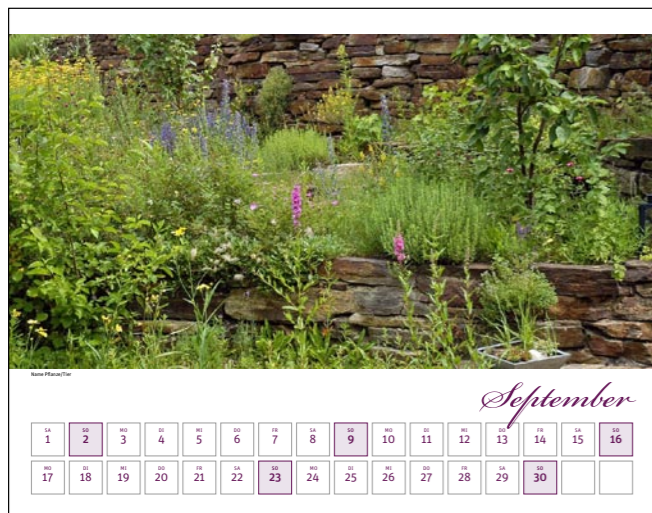 Name Pflanze/Tier
September
SA SO MO DI MI DO FR SA SO MO DI MI DO FR SA SO
1 2 3 4 5 6 7 8 9 10 11 12 13 14 15 16
MO DI MI DO FR SA SO MO DI MI DO FR SA SO
17 18 19 20 21 22 23 24 25 26 27 28 29 30